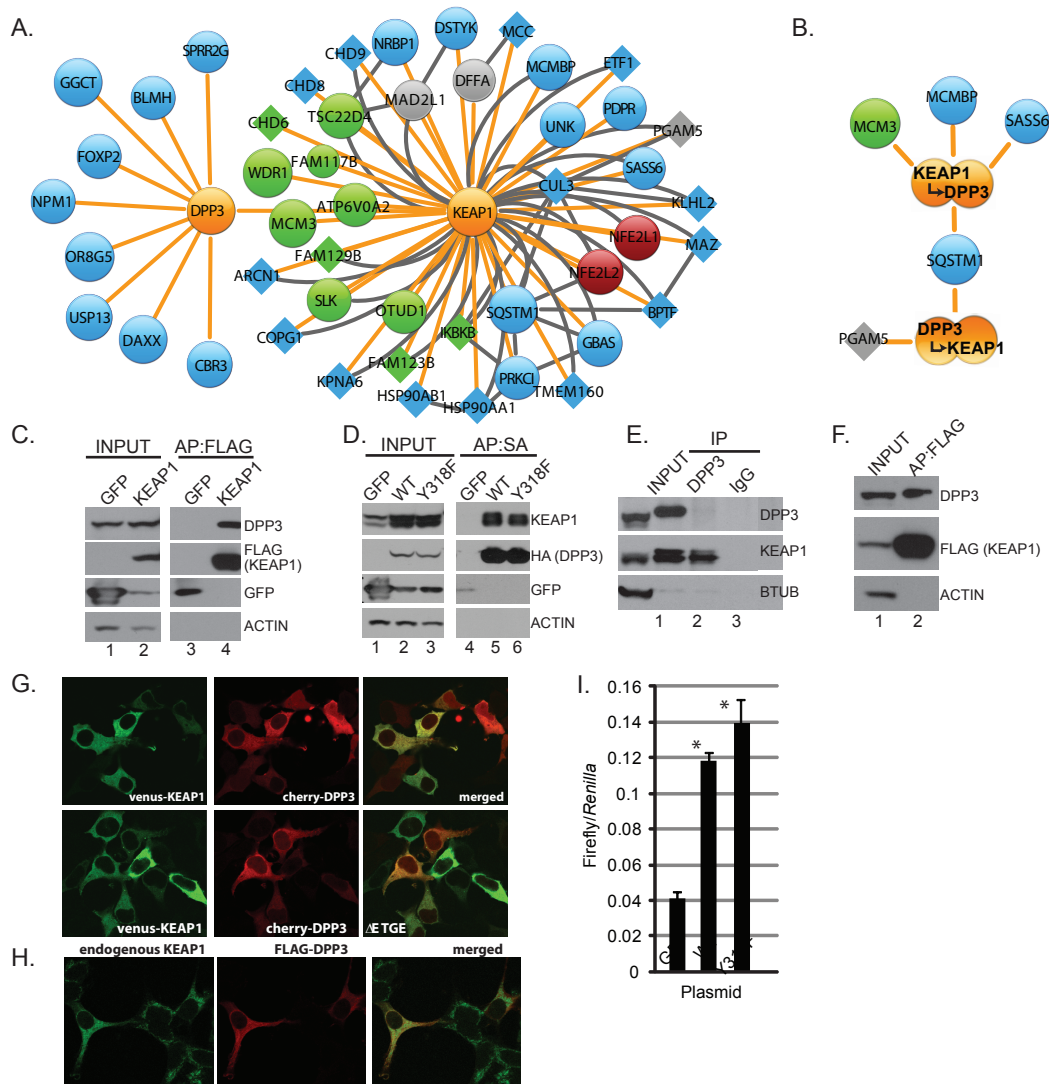 A.
SPRR2G
GGCT
BLMH
FOXP2
NPM1
DPP3
OR8G5
USP13
DAXX
CBR3
CHD9
NRBP1
DSTYK
MCC
CHD8
MAD2L1
DFFA
MCMBP
ETF1
CHD6
TSC22D4
UNK
PDPR
PGAM5
WDR1
FAM117B
SASS6
CUL3
ATP6V0A2
KEAP1
KLHL2
MCM3
NFE2L1
MAZ
FAM129B
NFE2L2
ARCN1
SLK
OTUD1
SQSTM1
BPTF
COPG1
IKBKB
GBAS
FAM123B
KPNA6
PRKCI
HSP90AB1
TMEM160
HSP90AA1
B.
MCM3
MCMBP
SASS6
KEAP1
DPP3
SQSTM1
DPP3
KEAP1
PGAM5
C.
INPUT AP:FLAG
GFP KEAP1 GFP KEAP1
DPP3
FLAG
(KEAP1)
GFP
ACTIN
1 2 3 4
D.
INPUT AP:SA
GFP WT Y318F GFP WT Y318F
KEAP1
HA (DPP3)
GFP
ACTIN
1 2 3 4 5 6
E.
IP
INPUT DPP3 IgG
DPP3
KEAP1
BTUB
1 2 3
F.
INPUT AP:FLAG
DPP3
FLAG (KEAP1)
ACTIN
1 2
G.
venus-KEAP1 cherry-DPP3 merged
venus-KEAP1 cherry-DPP3 ΔETGE
H.
endogenous KEAP1 FLAG-DPP3 merged
I.
Firefly/Renilla
0.16
0.14
0.12
0.1
0.08
0.06
0.04
0.02
0
* *
Plasmid